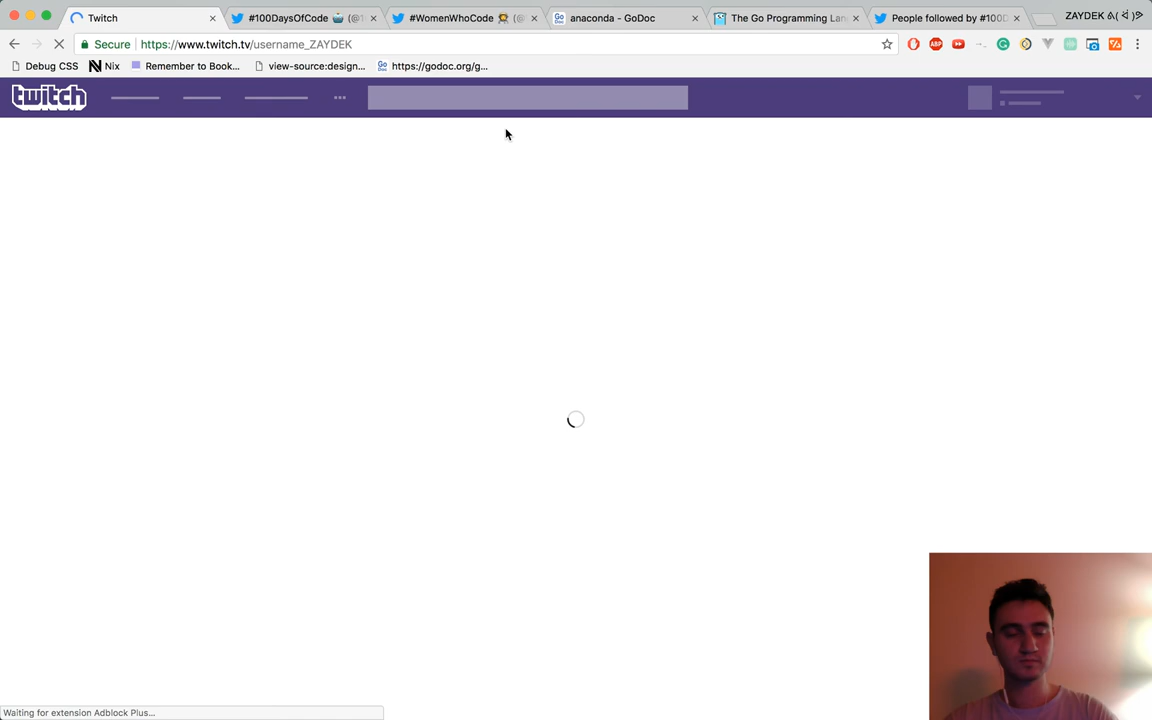 Twitch
#100DaysOfCode
#WomenWhoCode
anaconda - GoDoc
The Go Programming Lan
People followed by #100D
ZAYDEK
Secure
https://www.twitch.tv/username_ZAYDEK
Debug CSS
Nix
Remember to Book...
view-source:design...
https://godoc.org/g...
twitch
Waiting for extension Adblock Plus...